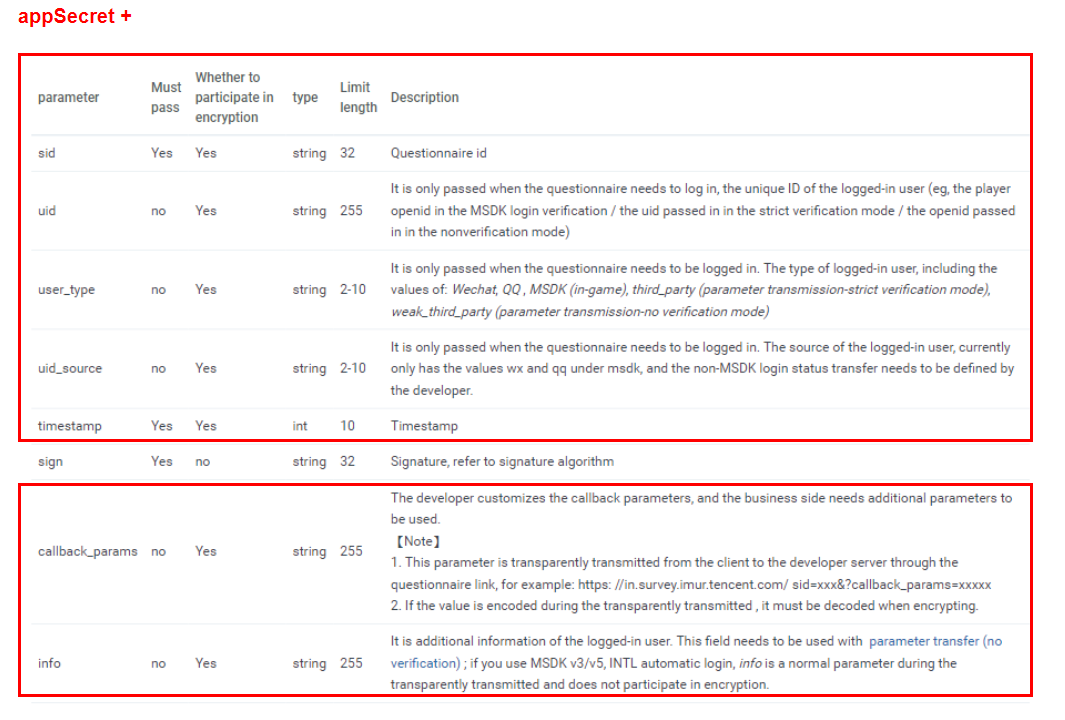 appSecret +
parameter Must pass Whether to participate in encryption type Limit length Description
sid Yes Yes string 32 Questionnaire id
uid no Yes string 255 It is only passed when the questionnaire needs to log in, the unique ID of the logged-in user (eg, the player
openid in the MSDK login verification / the uid passed in in the strict verification mode / the openid passed
in in the nonverification mode)
user_type no Yes string 2-10 It is only passed when the questionnaire needs to be logged in. The type of logged-in user, including the
values of: Wechat, QQ , MSDK (in-game), third_party (parameter transmission-strict verification mode),
weak_third_party (parameter transmission-no verification mode)
uid_source no Yes string 2-10 It is only passed when the questionnaire needs to be logged in. The source of the logged-in user, currently
only has the values wx and qq under msdk, and the non-MSDK login status transfer needs to be defined by
the developer.
timestamp Yes Yes int 10 Timestamp
sign Yes no string 32 Signature, refer to signature algorithm
callback_params no Yes string 255 The developer customizes the callback parameters, and the business side needs additional parameters to
be used.
【Note】
1. This parameter is transparently transmitted from the client to the developer server through the
questionnaire link, for example: https: //in.survey.imur.tencent.com/ sid=xxx&?callback_params=xxxxx
2. If the value is encoded during the transparently transmitted , it must be decoded when encrypting.
info no Yes string 255 It is additional information of the logged-in user. This field needs to be used with parameter transfer (no
verification) ; if you use MSDK v3/v5, INTL automatic login, info is a normal parameter during the
transparently transmitted and does not participate in encryption.